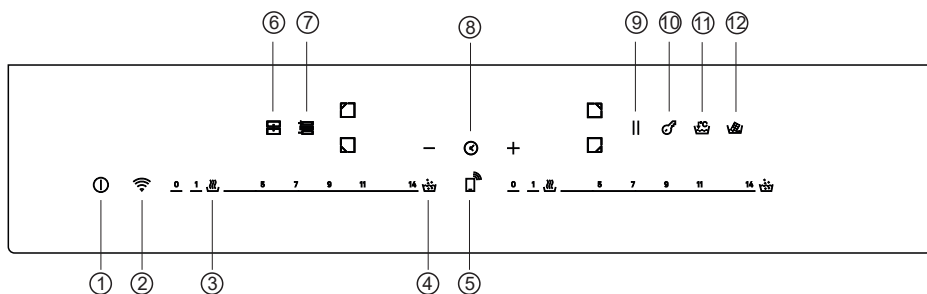 ⑥ ⑦ ⑧ ⑨ ⑩ ⑪ ⑫
− +
0 1 5 7 9 11 14 0 1 5 7 9 11 14
① ② ③ ④ ⑤